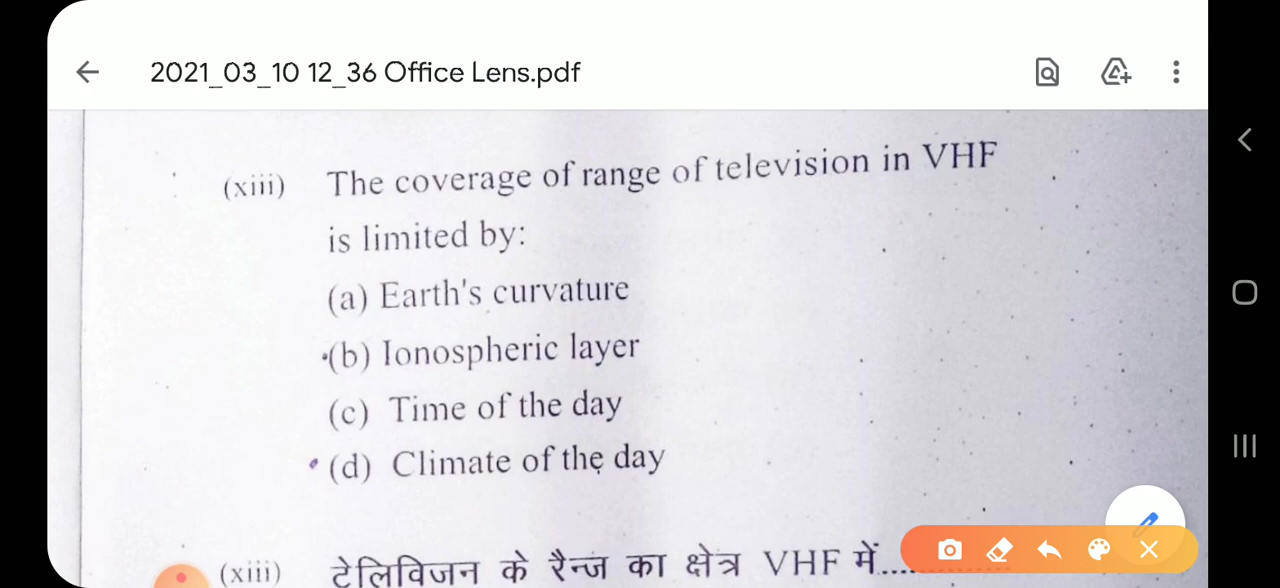 2021_03_10 12_36 Office Lens.pdf
(xiii) The coverage of range of television in VHF
is limited by:
(a) Earth's curvature
(b) Ionospheric layer
(c) Time of the day
(d) Climate of the day
(xiii) टेलिविजन के रैन्ज का क्षेत्र VHF में............